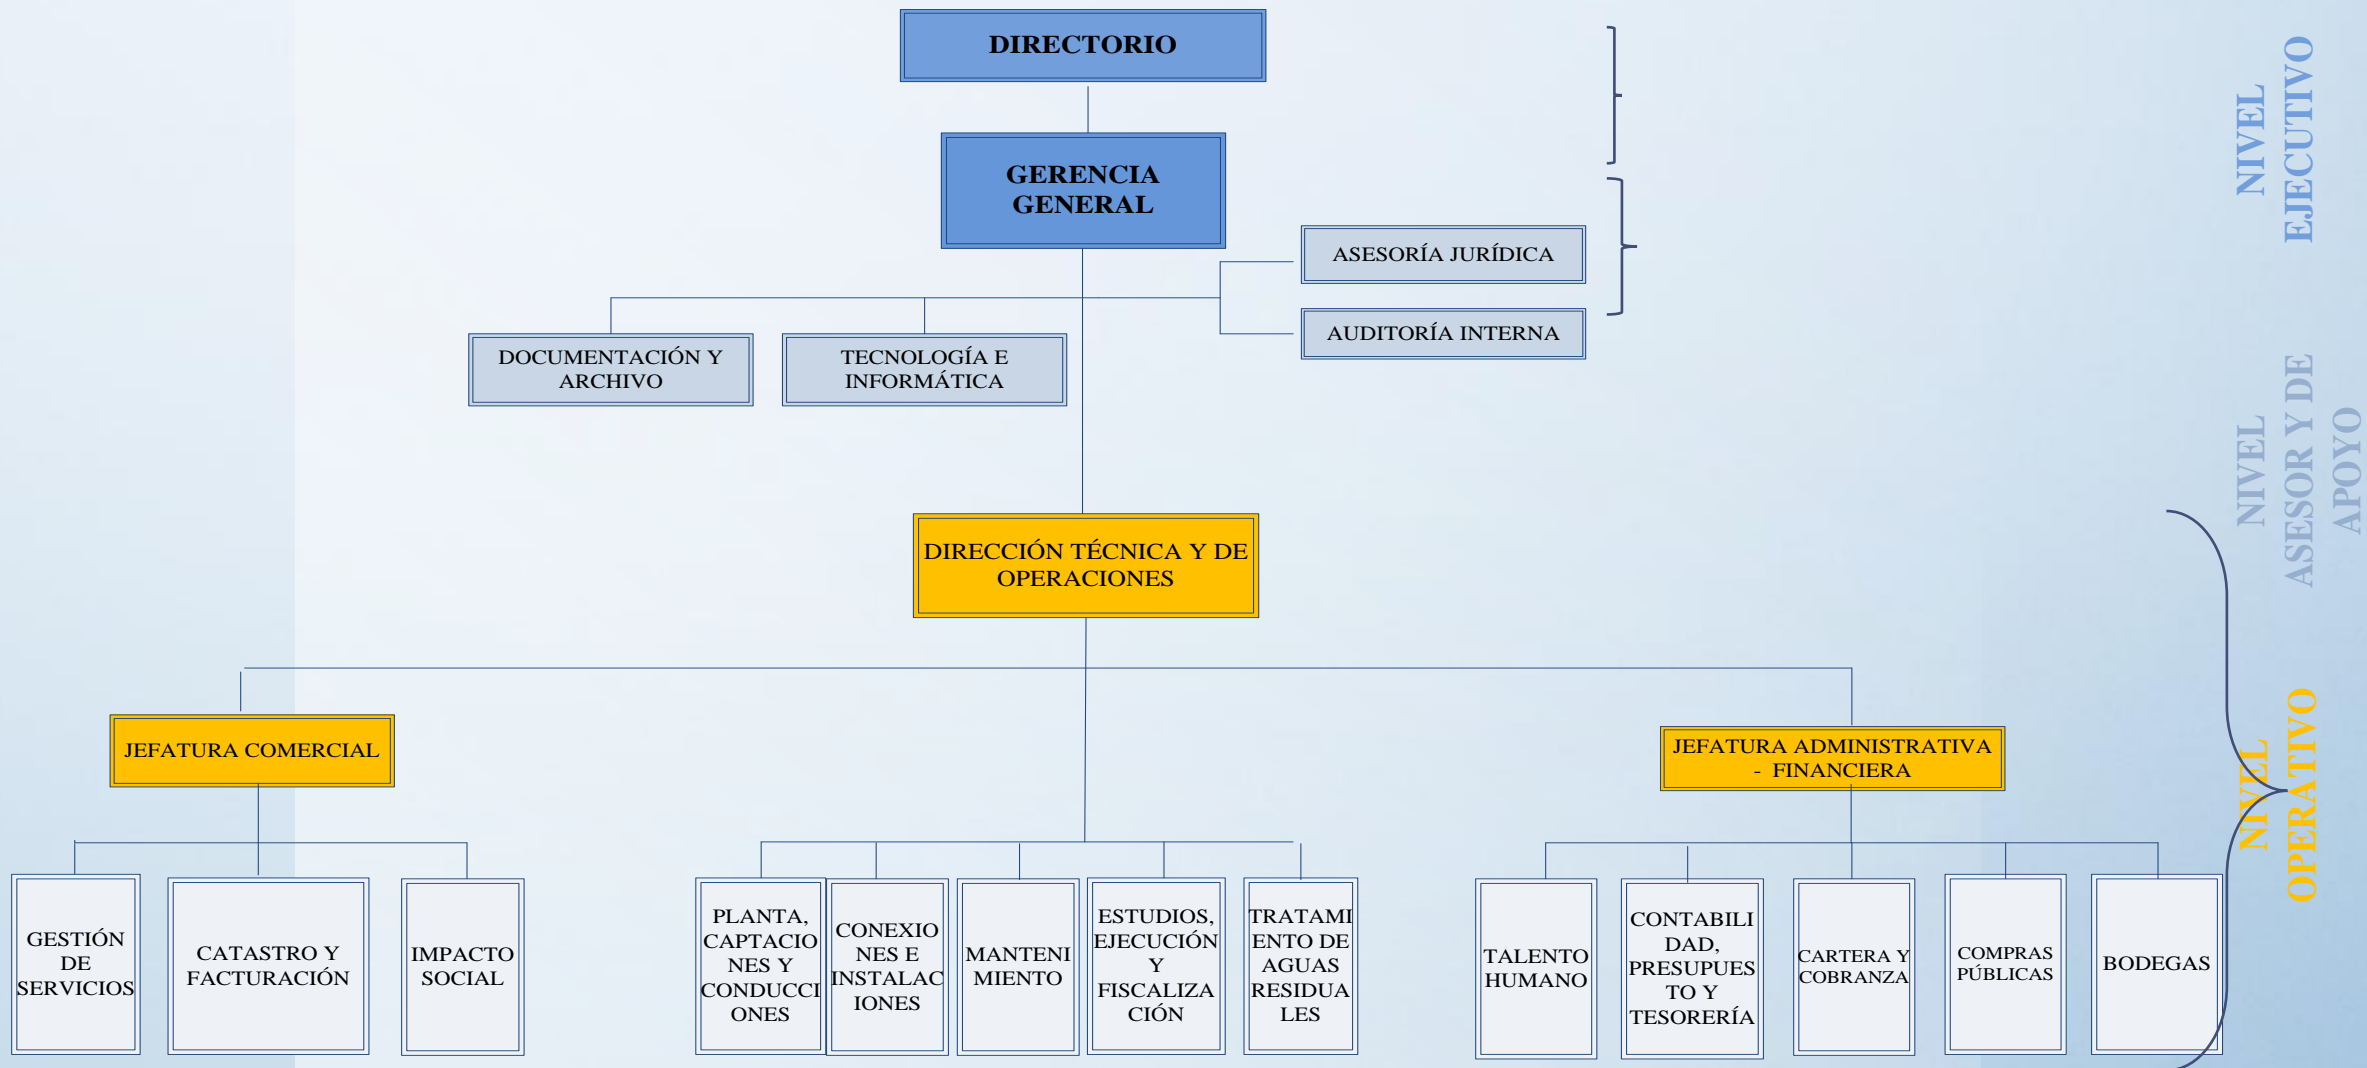 DIRECTORIO
NIVEL
EJECUTIVO
GERENCIA
GENERAL
ASESORÍA JURÍDICA
AUDITORÍA INTERNA
DOCUMENTACIÓN Y
ARCHIVO
TECNOLOGÍA E
INFORMÁTICA
NIVEL
ASESOR Y DE
APOYO
DIRECCIÓN TÉCNICA Y DE
OPERACIONES
JEFATURA COMERCIAL
JEFATURA ADMINISTRATIVA
- FINANCIERA
NIVEL
OPERATIVO
GESTIÓN
DE
SERVICIOS
CATASTRO Y
FACTURACIÓN
IMPACTO
SOCIAL
PLANTA,
CAPTACIO
NES Y
CONDUCCI
ONES
CONEXIO
NES E
INSTALAC
IONES
MANTENI
MIENTO
ESTUDIOS,
EJECUCIÓN
Y
FISCALIZA
CIÓN
TRATAMI
ENTO DE
AGUAS
RESIDUA
LES
TALENTO
HUMANO
CONTABILI
DAD,
PRESUPUES
TO Y
TESORERÍA
CARTERA Y
COBRANZA
COMPRAS
PÚBLICAS
BODEGAS